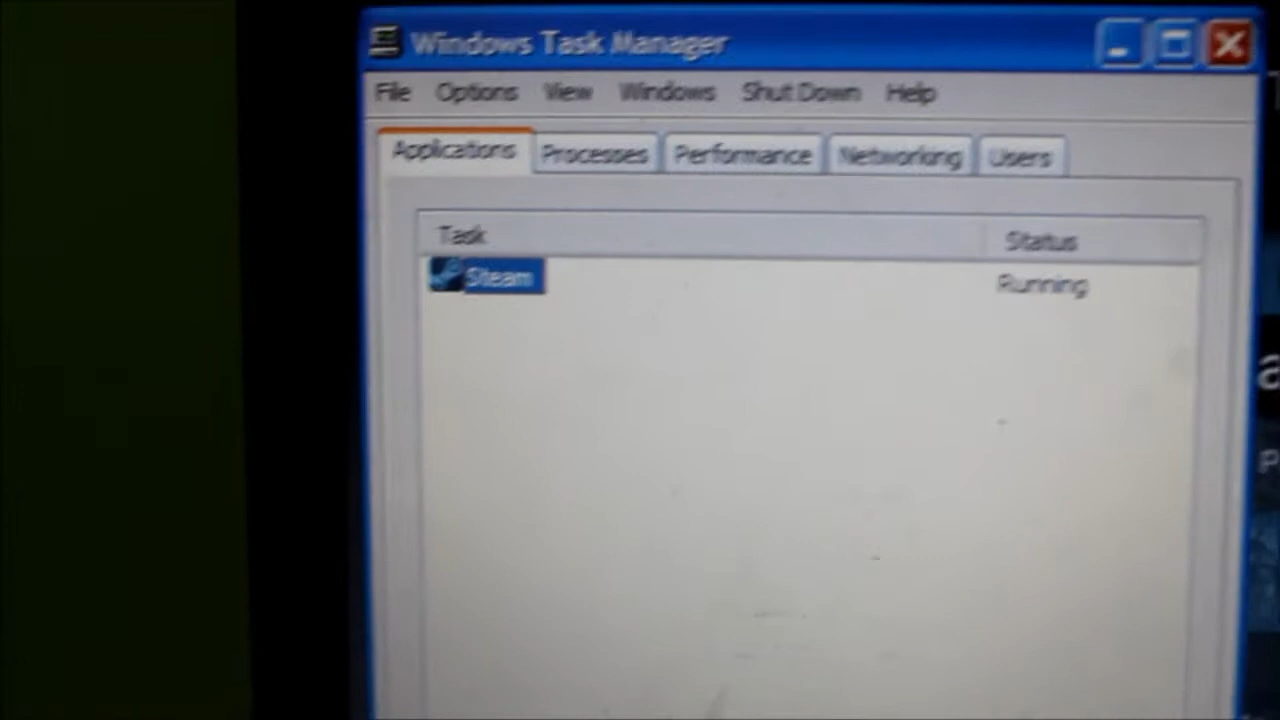 Windows Task Manager
File Options View Windows Shut Down Help
Applications Processes Performance Networking Users
Task Status
Steam Running